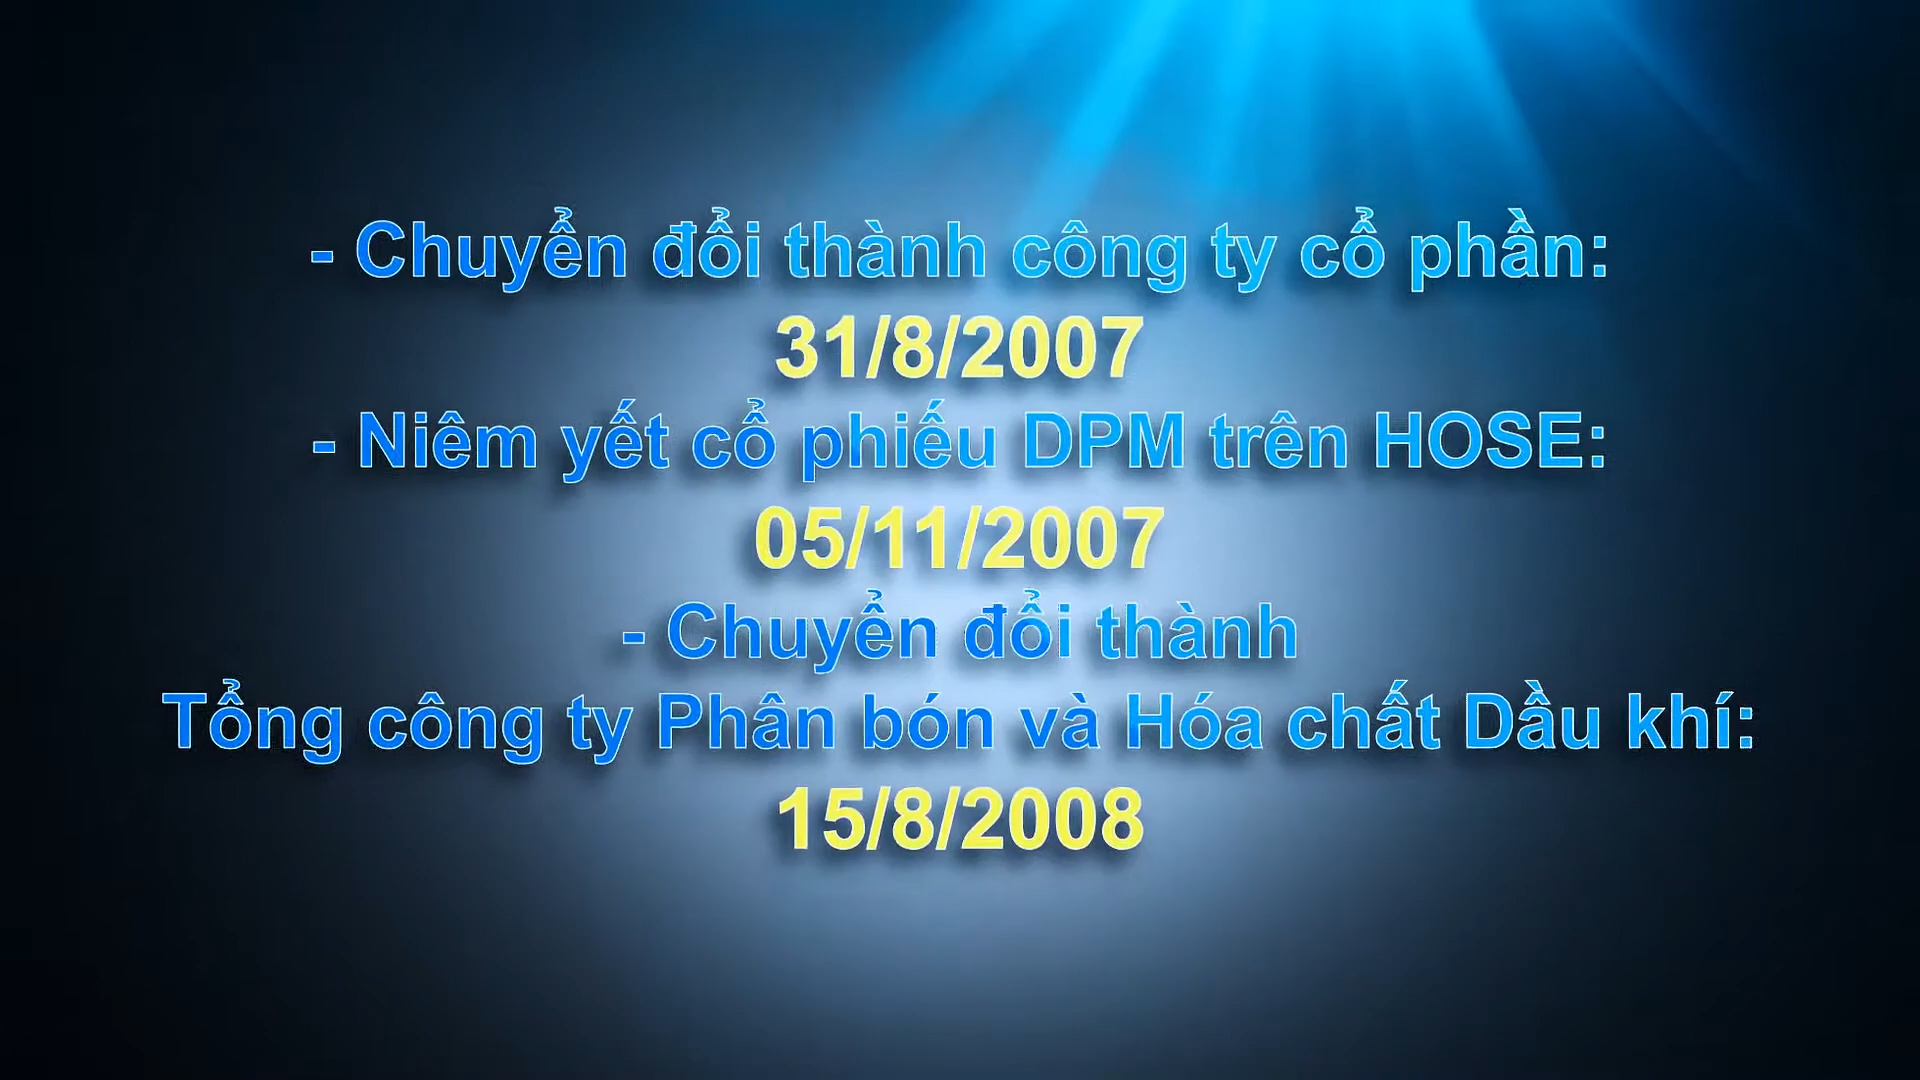 - Chuyển đổi thành công ty cổ phần:
31/8/2007
- Niêm yết cổ phiếu DPM trên HOSE:
05/11/2007
- Chuyển đổi thành
Tổng công ty Phân bón và Hóa chất Dầu khí:
15/8/2008